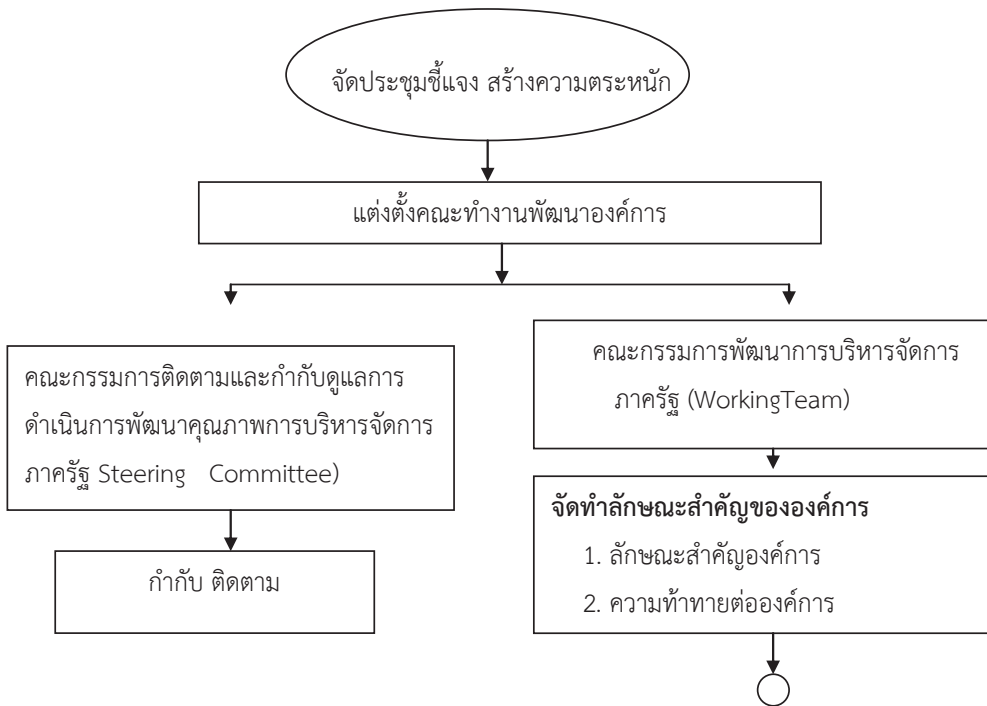 จัดประชุมชี้แจง สร้างความตระหนัก
แต่งตั้งคณะทำงานพัฒนาองค์การ
คณะกรรมการติดตามและกำกับดูแลการ
ดำเนินการพัฒนาคุณภาพการบริหารจัดการ
ภาครัฐ Steering Committee)
กำกับ ติดตาม
คณะกรรมการพัฒนาการบริหารจัดการ
ภาครัฐ (WorkingTeam)
จัดทำลักษณะสำคัญขององค์การ
1. ลักษณะสำคัญองค์การ
2. ความท้าทายต่อองค์การ